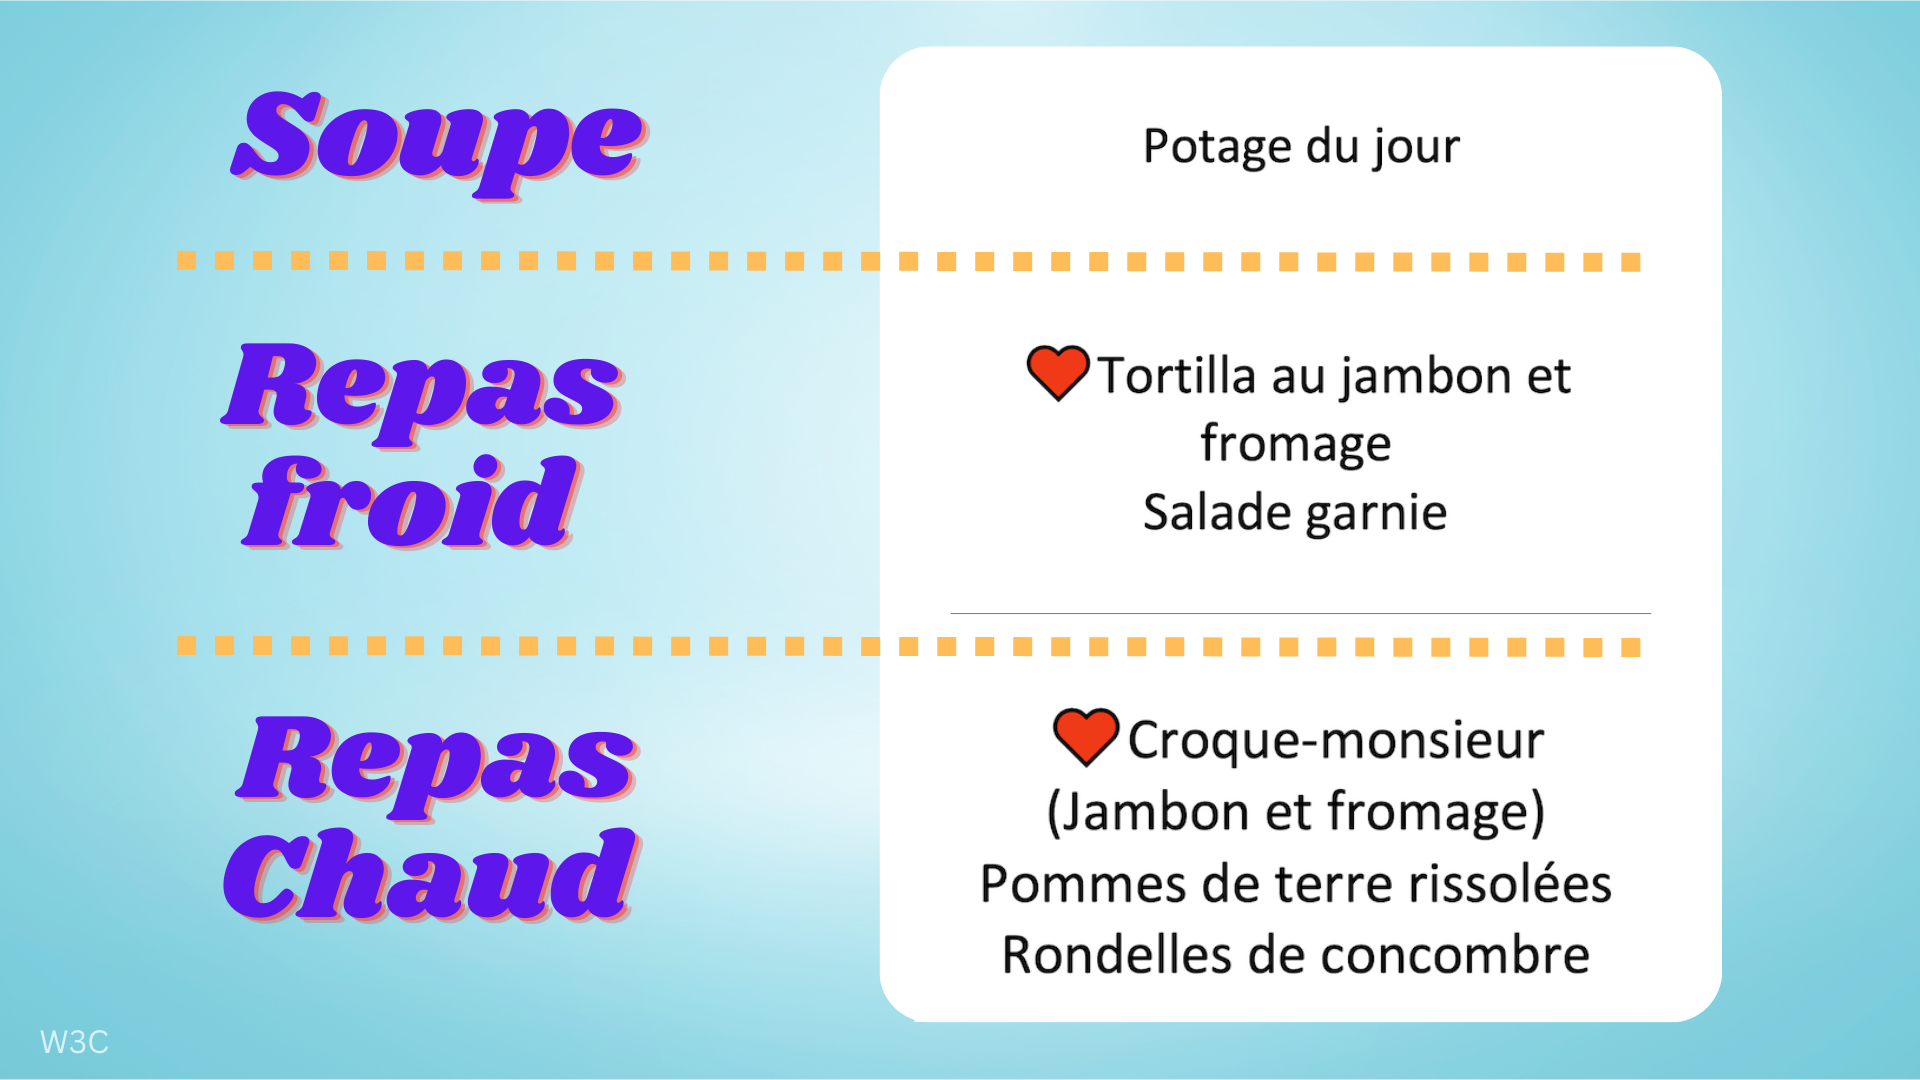 Soupe
Potage du jour
Repas
froid
Tortilla au jambon et
fromage
Salade garnie
Repas
Chaud
Croque-monsieur
(Jambon et fromage)
Pommes de terre rissolées
Rondelles de concombre
W3C